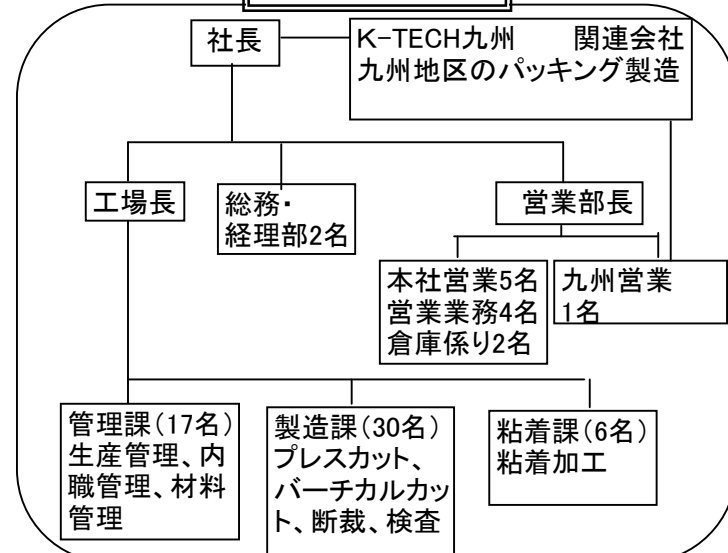 社長
K-TECH九州　　関連会社
九州地区のパッキング製造
工場長
総務・
経理部2名
営業部長
本社営業5名
営業業務4名
倉庫係り2名
九州営業
1名
管理課(17名)
生産管理、内
職管理、材料
管理
製造課(30名)
プレスカット、
バーチカルカッ
ト、断裁、検査
粘着課(6名)
粘着加工